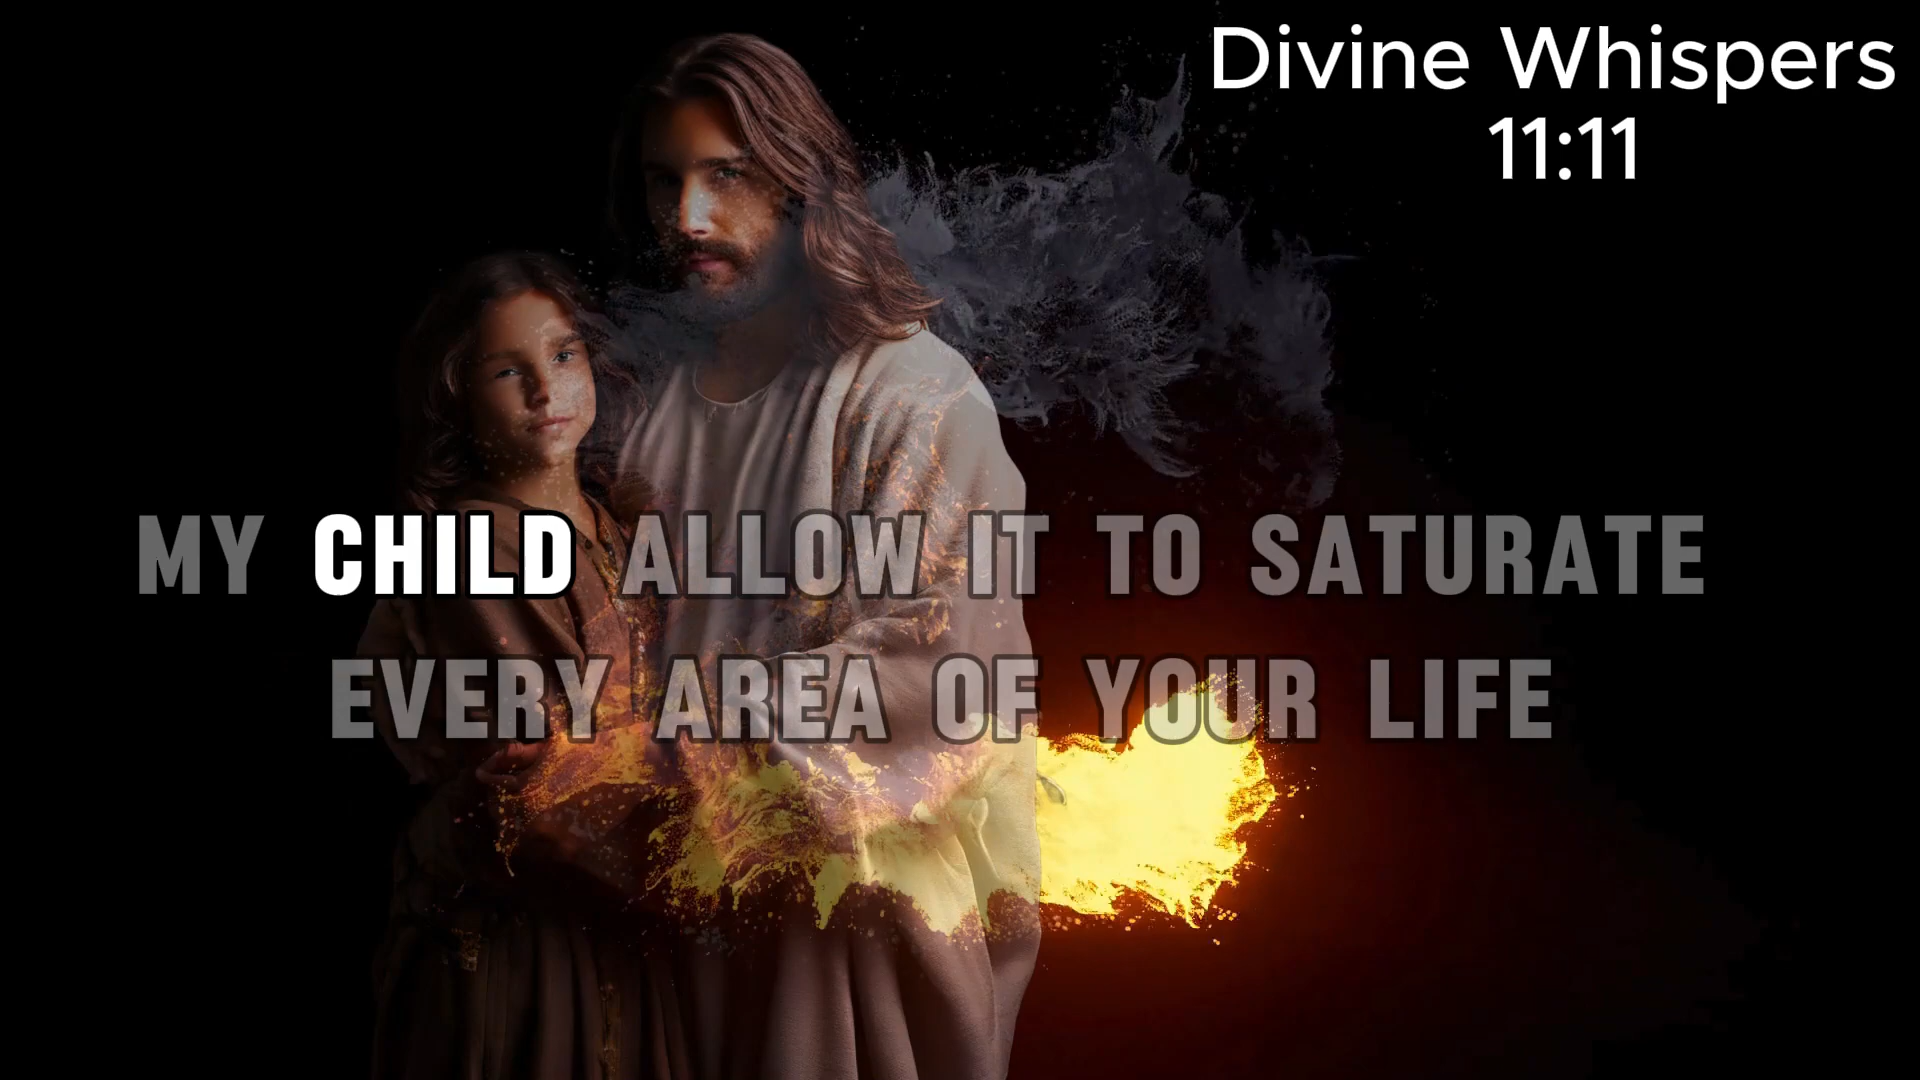 Divine Whispers
11:11
MY CHILD ALLOW IT TO SATURATE
EVERY AREA OF YOUR LIFE